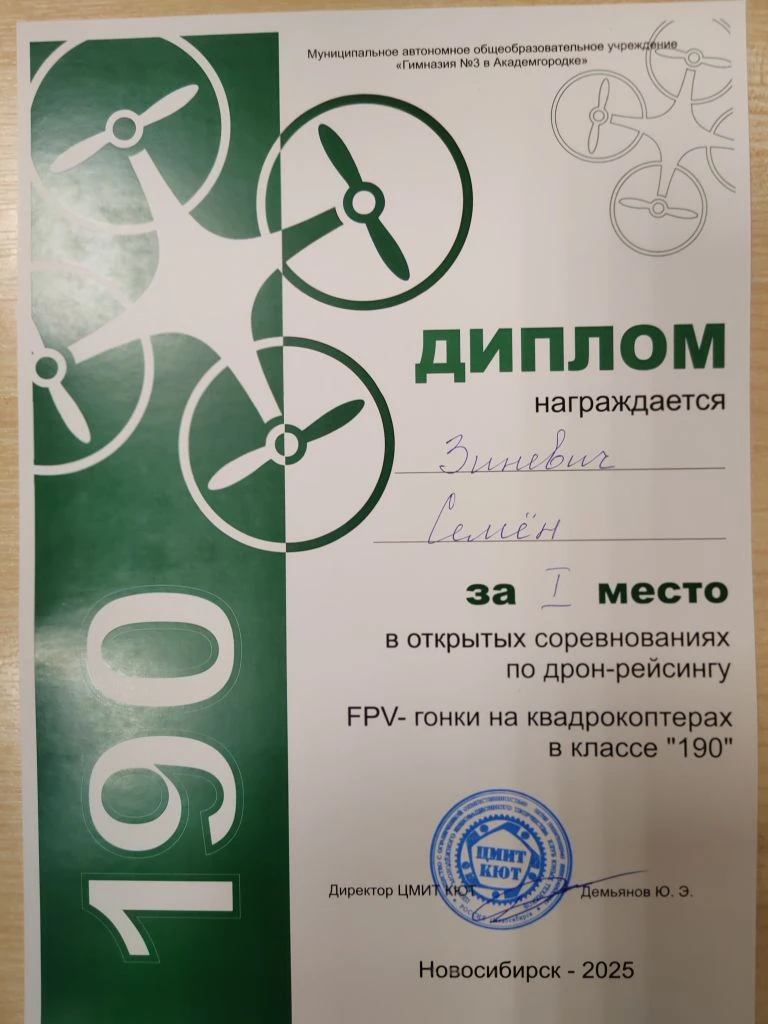 Муниципальное автономное общеобразовательное учреждение
«Гимназия №3 в Академгородке»
ДИПЛОМ
награждается
Зиневич
Семён
за I место
в открытых соревнованиях
по дрон-рейсингу
FPV- гонки на квадрокоптерах
в классе "190"
190
ЦМИТ
КЮТ
Директор ЦМИТ КЮТ
Демьянов Ю. Э.
Новосибирск - 2025